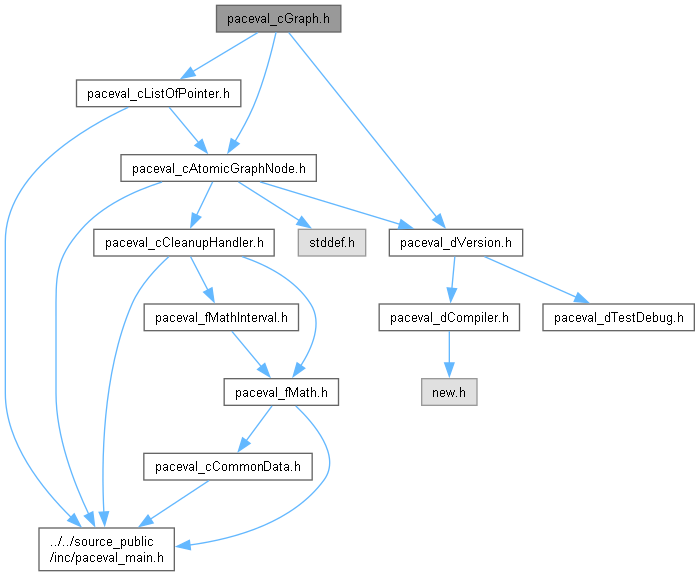 paceval_cGraph.h
paceval_cListOfPointer.h
paceval_cAtomicGraphNode.h
paceval_cCleanupHandler.h
stddef.h
paceval_dVersion.h
paceval_fMathInterval.h
paceval_dCompiler.h
paceval_dTestDebug.h
paceval_fMath.h
new.h
paceval_cCommonData.h
../../source_public
/inc/paceval_main.h